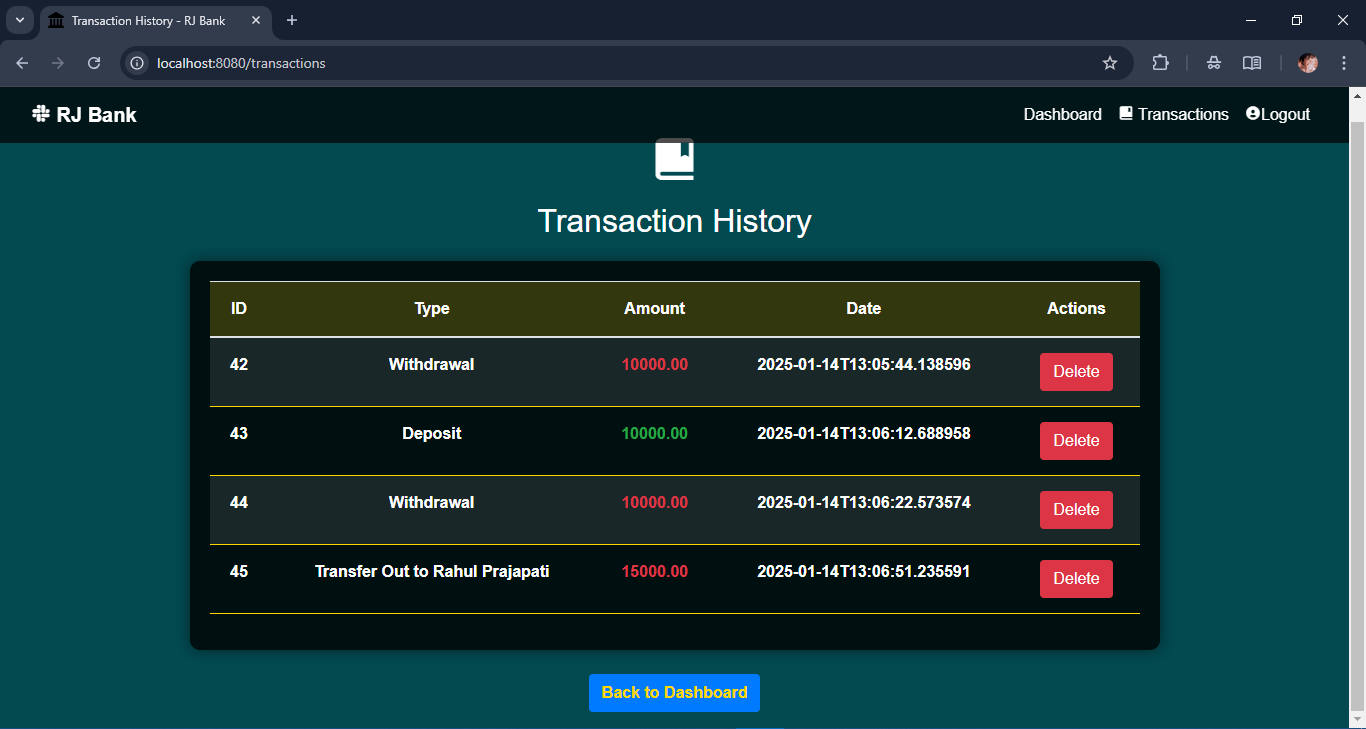 Transaction History - RJ Bank
localhost:8080/transactions
RJ Bank Dashboard Transactions Logout
Transaction History
ID Type Amount Date Actions
42 Withdrawal 10000.00 2025-01-14T13:05:44.138596 Delete
43 Deposit 10000.00 2025-01-14T13:06:12.688958 Delete
44 Withdrawal 10000.00 2025-01-14T13:06:22.573574 Delete
45 Transfer Out to Rahul Prajapati 15000.00 2025-01-14T13:06:51.235591 Delete
Back to Dashboard